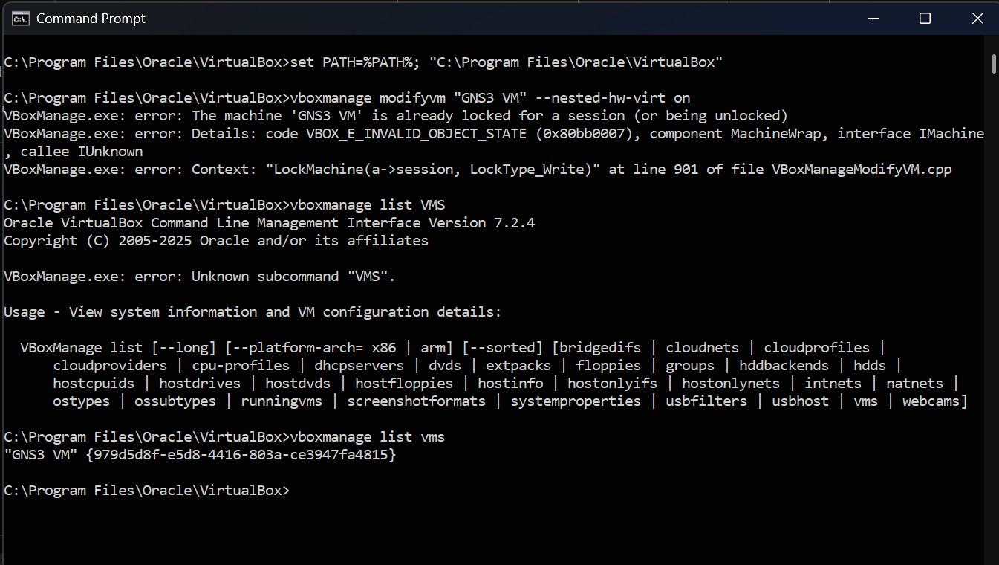 Command Prompt
C:\Program Files\Oracle\VirtualBox>set PATH=%PATH%; "C:\Program Files\Oracle\VirtualBox"
C:\Program Files\Oracle\VirtualBox>vboxmanage modifyvm "GNS3 VM" --nested-hw-virt on
VBoxManage.exe: error: The machine 'GNS3 VM' is already locked for a session (or being unlocked)
VBoxManage.exe: error: Details: code VBOX_E_INVALID_OBJECT_STATE (0x80bb0007), component MachineWrap, interface IMachine
, callee IUnknown
VBoxManage.exe: error: Context: "LockMachine(a->session, LockType_Write)" at line 901 of file VBoxManageModifyVM.cpp
C:\Program Files\Oracle\VirtualBox>vboxmanage list VMS
Oracle VirtualBox Command Line Management Interface Version 7.2.4
Copyright (C) 2005-2025 Oracle and/or its affiliates
VBoxManage.exe: error: Unknown subcommand "VMS".
Usage - View system information and VM configuration details:
VBoxManage list [--long] [--platform-arch= x86 | arm] [--sorted] [bridgedifs | cloudnets | cloudprofiles |
cloudproviders | cpu-profiles | dhcpservers | dvds | extpacks | floppies | groups | hddbackends | hdds |
hostcpuids | hostdrives | hostdvds | hostfloppies | hostinfo | hostonlyifs | hostonlynets | intnets | natnets |
ostypes | ossubtypes | runningvms | screenshotformats | systemproperties | usbfilters | usbhost | vms | webcams]
C:\Program Files\Oracle\VirtualBox>vboxmanage list vms
"GNS3 VM" {979d5d8f-e5d8-4416-803a-ce3947fa4815}
C:\Program Files\Oracle\VirtualBox>